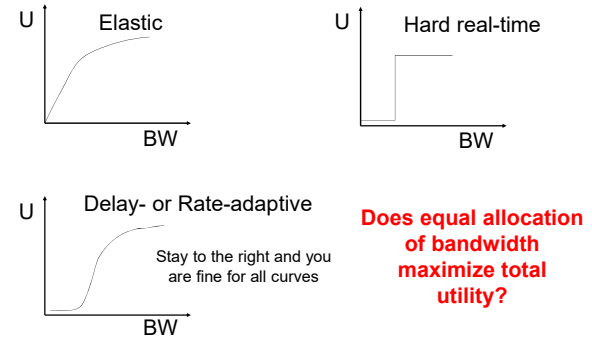 U
Elastic
BW
U
Hard real-time
BW
U
Delay- or Rate-adaptive
Stay to the right and you
are fine for all curves
BW
Does equal allocation
of bandwidth
maximize total
utility?